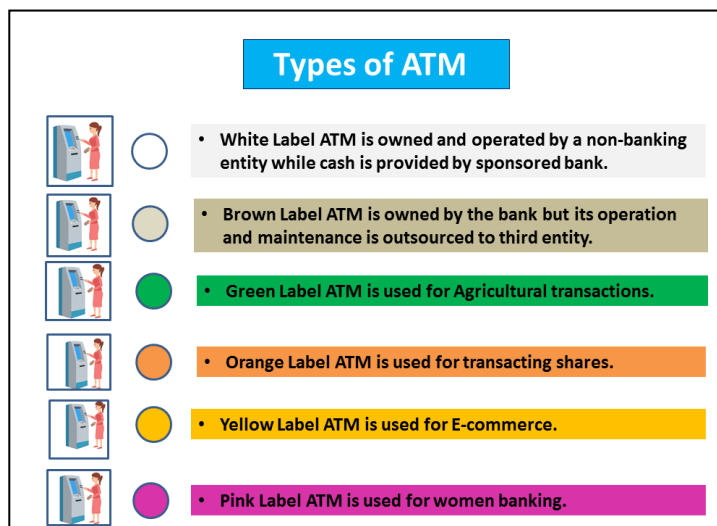 Types of ATM
• White Label ATM is owned and operated by a non-banking
entity while cash is provided by sponsored bank.
• Brown Label ATM is owned by the bank but its operation
and maintenance is outsourced to third entity.
• Green Label ATM is used for Agricultural transactions.
• Orange Label ATM is used for transacting shares.
• Yellow Label ATM is used for E-commerce.
• Pink Label ATM is used for women banking.